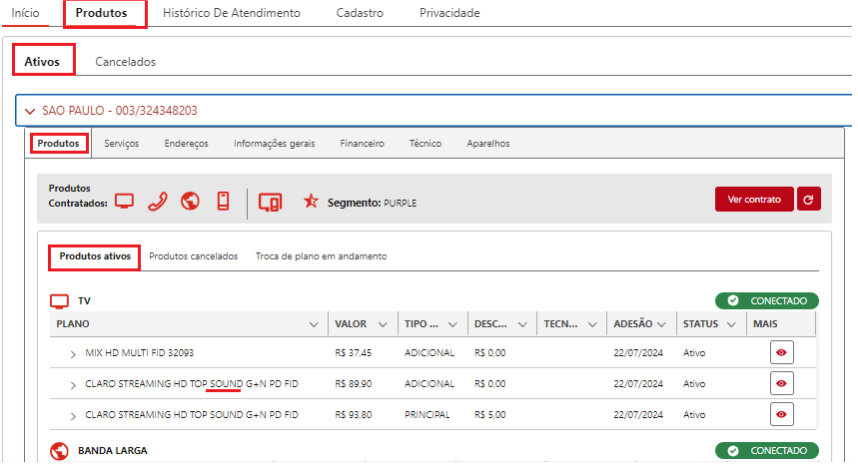 Início Produtos Histórico De Atendimento Cadastro Privacidade
Ativos Cancelados
SAO PAULO - 003/324348203
Produtos Serviços Endereços Informações gerais Financeiro Técnico Aparelhos
Produtos
Contratados: Segmento: PURPLE Ver contrato
Produtos ativos Produtos cancelados Troca de plano em andamento
TV CONECTADO
PLANO VALOR TIPO ... DESC... TECN... ADESÃO STATUS MAIS
MIX HD MULTI FID 32093 R$ 37,45 ADICIONAL R$ 0,00 22/07/2024 Ativo
CLARO STREAMING HD TOP SOUND G+N PD FID R$ 89,90 ADICIONAL R$ 0,00 22/07/2024 Ativo
CLARO STREAMING HD TOP SOUND G+N PD FID R$ 93,80 PRINCIPAL R$ 5,00 22/07/2024 Ativo
BANDA LARGA CONECTADO